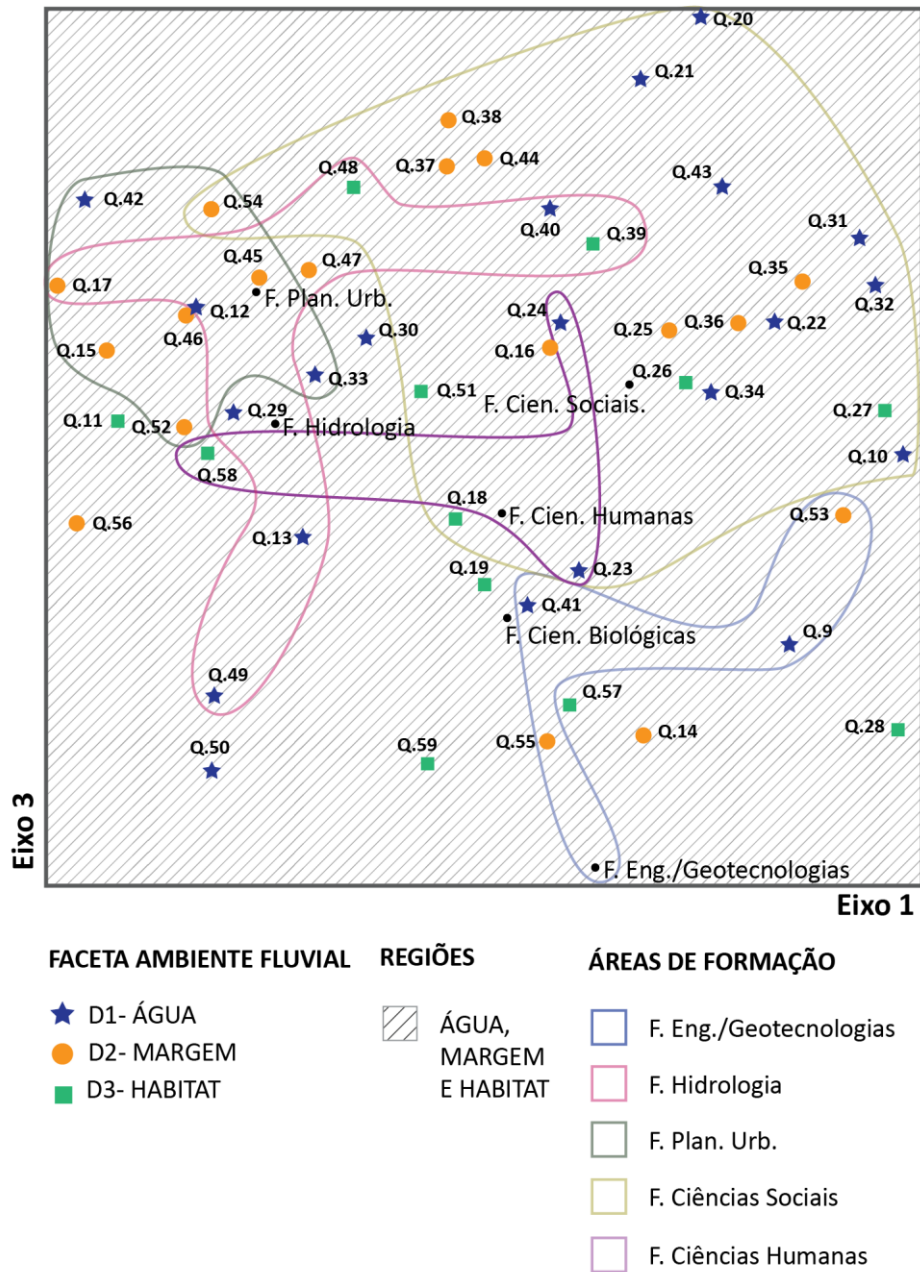 Q.20
Q.21
Q.38
Q.37
Q.44
Q.48
Q.43
Q.42
Q.54
Q.40
Q.39
Q.31
Q.45
Q.47
Q.35
Q.17
Q.32
F. Plan. Urb.
Q.12
Q.46
Q.24
Q.25
Q.36
Q.22
Q.30
Q.15
Q.16
Q.33
Q.26
Q.51
F. Cien. Sociais.
Q.34
Q.11
Q.29
Q.27
Q.52
F. Hidrologia
Q.58
Q.10
Q.18
Q.56
F. Cien. Humanas
Q.53
Q.13
Q.19
Q.23
Q.41
F. Cien. Biológicas
Q.9
Q.49
Q.57
Q.50
Q.59
Q.55
Q.14
Q.28
F. Eng./Geotecnologias
Eixo 3
Eixo 1
FACETA AMBIENTE FLUVIAL
D1- ÁGUA
D2- MARGEM
D3- HABITAT
REGIÕES
ÁGUA,
MARGEM
E HABITAT
ÁREAS DE FORMAÇÃO
F. Eng./Geotecnologias
F. Hidrologia
F. Plan. Urb.
F. Ciências Sociais
F. Ciências Humanas